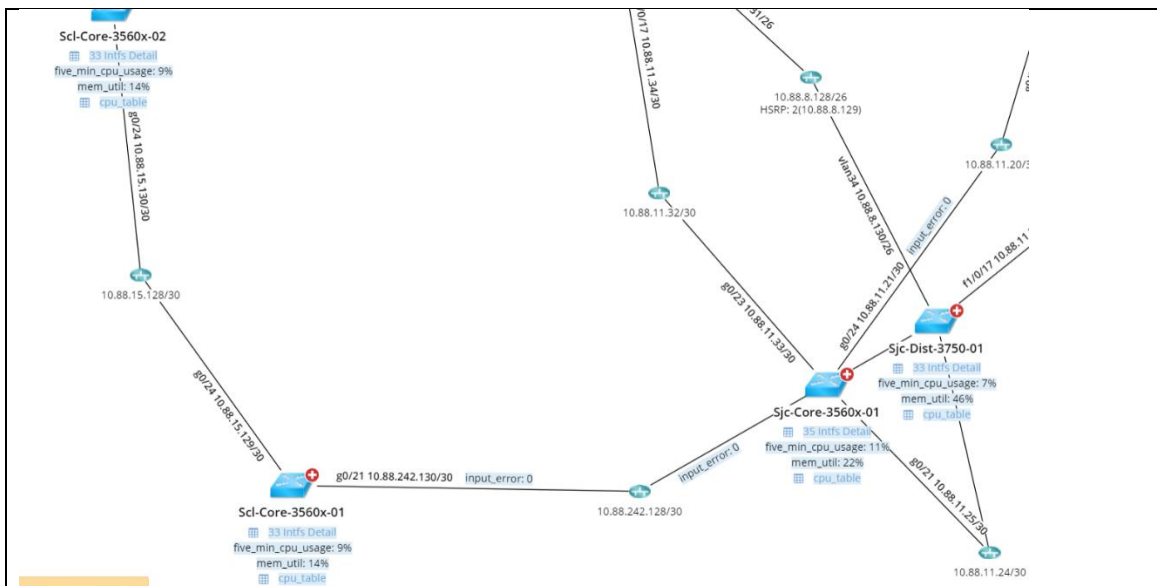 Scl-Core-3560x-02
33 Intfs Detail
five_min_cpu_usage: 9%
mem_util: 14%
cpu_table
g0/24 10.88.15.130/30
10.88.15.128/30
g0/24 10.88.15.129/30
Scl-Core-3560x-01
33 Intfs Detail
five_min_cpu_usage: 9%
mem_util: 14%
cpu_table
g0/21 10.88.242.130/30
input_error: 0
10.88.242.128/30
input_error: 0
0/17 10.88.11.34/30
10.88.11.32/30
g0/23 10.88.11.33/30
31/26
10.88.8.128/26
HSRP: 2(10.88.8.129)
vlan34 10.88.8.130/26
10.88.11.20/3
input_error: 0
g0/24 10.88.11.21/30
f1/0/17 10.88.11.
Sjc-Dist-3750-01
33 Intfs Detail
five_min_cpu_usage: 7%
mem_util: 46%
cpu_table
Sjc-Core-3560x-01
35 Intfs Detail
five_min_cpu_usage: 11%
mem_util: 22%
cpu_table
g0/21 10.88.11.25/30
10.88.11.24/30